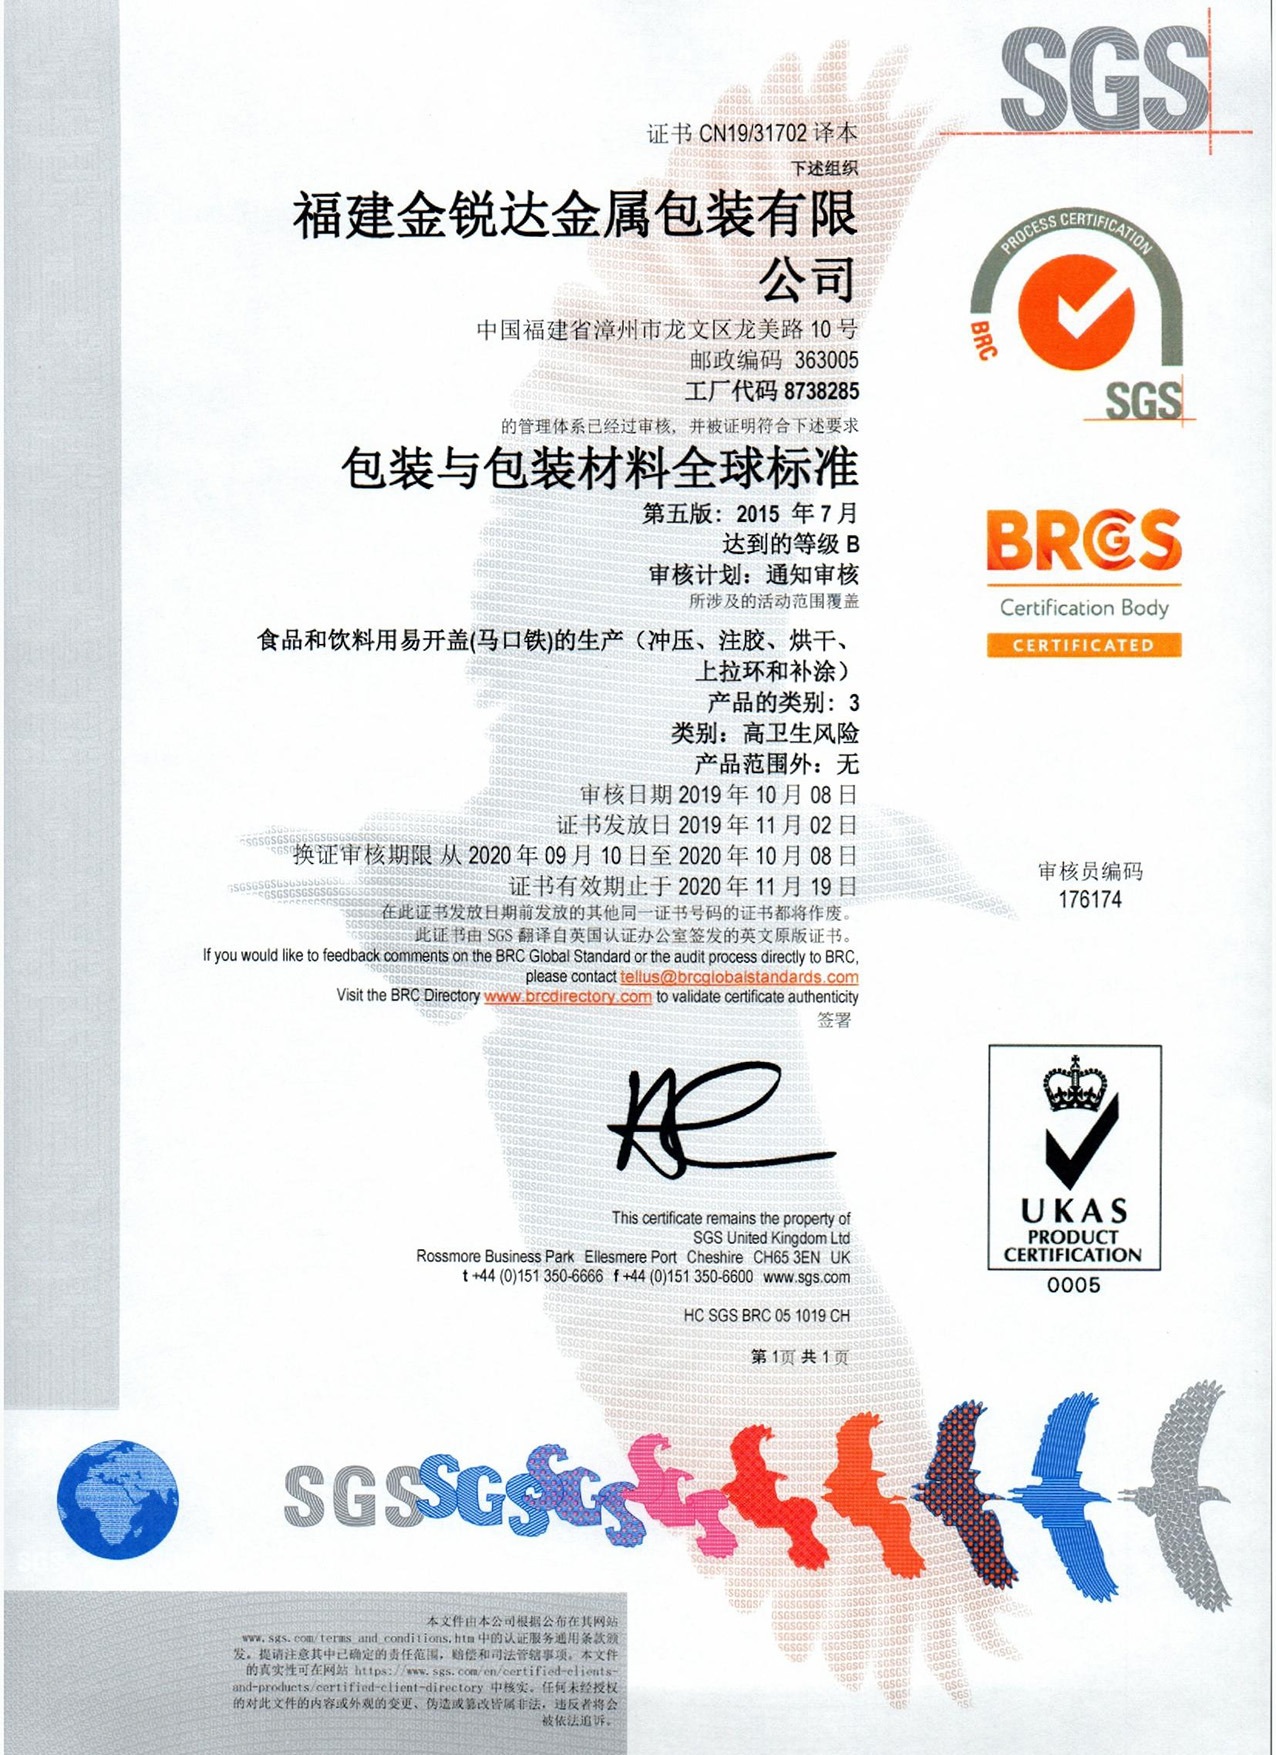 SGS
证书 CN19/31702 译本
下述组织
福建金锐达金属包装有限
公司
中国福建省漳州市龙文区龙美路 10 号
邮政编码 363005
工厂代码 8738285
的管理体系已经过审核，并被证明符合下述要求
包装与包装材料全球标准
第五版：2015 年 7 月
达到的等级 B
审核计划：通知审核
所涉及的活动范围覆盖
食品和饮料用易开盖(马口铁)的生产（冲压、注胶、烘干、
上拉环和补涂）
产品的类别：3
类别：高卫生风险
产品范围外：无
审核日期 2019 年 10 月 08 日
证书发放日 2019 年 11 月 02 日
换证审核期限 从 2020 年 09 月 10 日至 2020 年 10 月 08 日
证书有效期止于 2020 年 11 月 19 日
在此证书发放日期前发放的其他同一证书号码的证书都将作废。
此证书由 SGS 翻译自英国认证办公室签发的英文原版证书。
If you would like to feedback comments on the BRC Global Standard or the audit process directly to BRC,
please contact tellus@brcglobalstandards.com
Visit the BRC Directory www.brcdirectory.com to validate certificate authenticity
签署
This certificate remains the property of
SGS United Kingdom Ltd
Rossmore Business Park Ellesmere Port Cheshire CH65 3EN UK
t +44 (0)151 350-6666 f +44 (0)151 350-6600 www.sgs.com
HC SGS BRC 05 1019 CH
第 1页 共 1 页
PROCESS CERTIFICATION
BRC
SGS
BRCGS
Certification Body
CERTIFICATED
审核员编码
176174
UKAS
PRODUCT
CERTIFICATION
0005
SGS SGS SGS
本文件由本公司根据公布在其网站
www.sgs.com/terms_and_conditions.htm 中的认证服务通用条款颁
发。提请注意其中已确定的责任范围，赔偿和司法管辖事项。本文件
的真实性可在网站 https://www.sgs.com/en/certified-clients-
and-products/certified-client-directory 中核实。任何未经授权
的对此文件的内容或外观的变更、伪造或篡改皆属非法，违反者将会
被依法追诉。